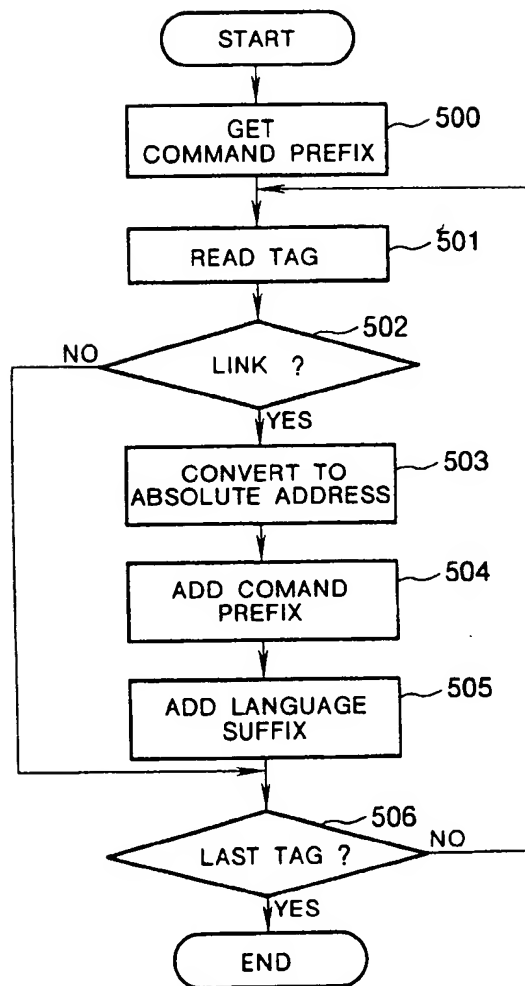 START
GET
COMMAND PREFIX
500
READ TAG
501
502
LINK ?
NO
YES
CONVERT TO
ABSOLUTE ADDRESS
503
ADD COMAND
PREFIX
504
ADD LANGUAGE
SUFFIX
505
506
LAST TAG ?
NO
YES
END